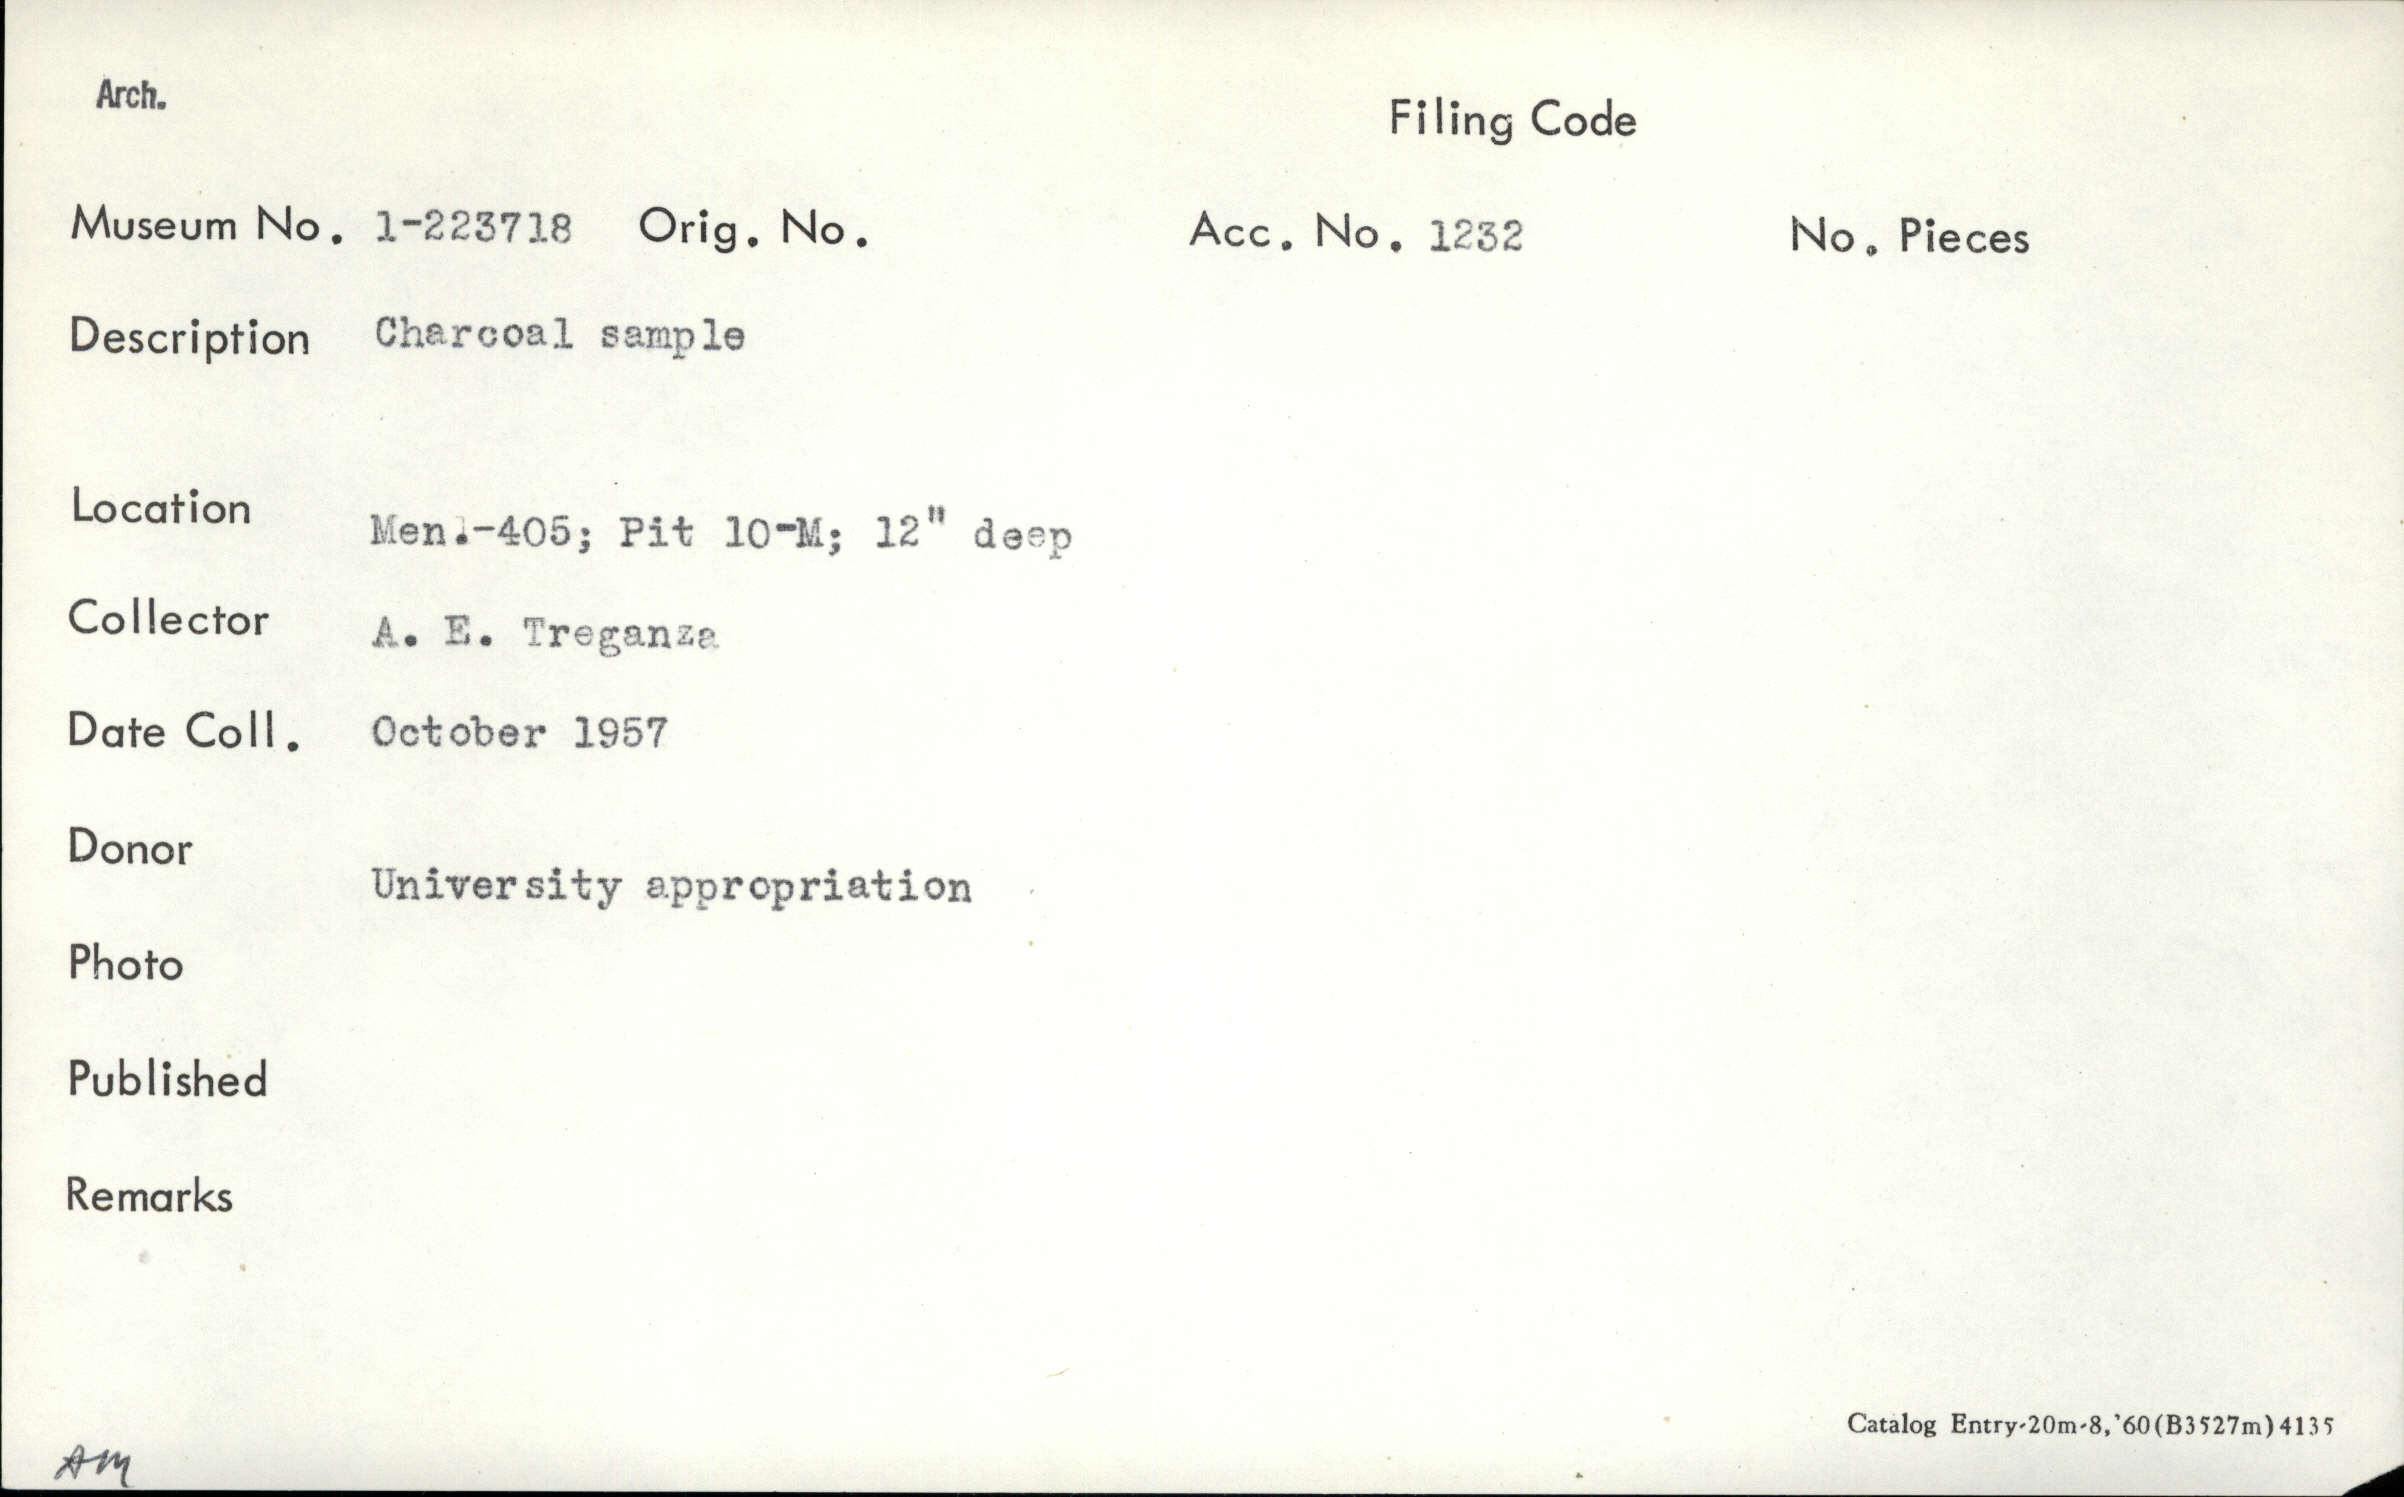 Arch.
Filing Code
Museum No. 1-223718 Orig. No. Acc. No. 1232 No. Pieces
Description Charcoal sample
Location Men.-405; Pit 10-M; 12" deep
Collector A. E. Treganza
Date Coll. October 1957
Donor University appropriation
Photo
Published
Remarks
Catalog Entry-20m-8,'60(B3527m)4135
AM